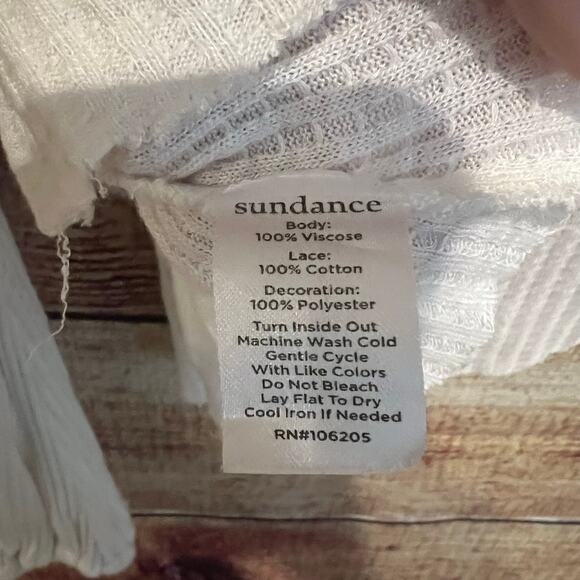 sundance
Body:
100% Viscose
Lace:
100% Cotton
Decoration:
100% Polyester
Turn Inside Out
Machine Wash Cold
Gentle Cycle
With Like Colors
Do Not Bleach
Lay Flat To Dry
Cool Iron If Needed
RN#106205